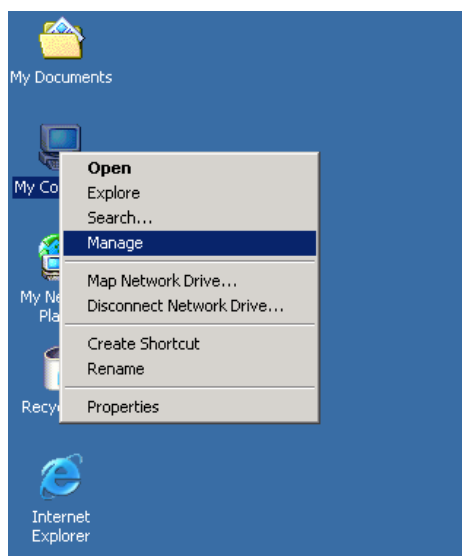 My Documents
My Co
Open
Explore
Search...
Manage
Map Network Drive...
Disconnect Network Drive...
Create Shortcut
Rename
Properties
My Ne
Pla
Recy
Internet
Explorer